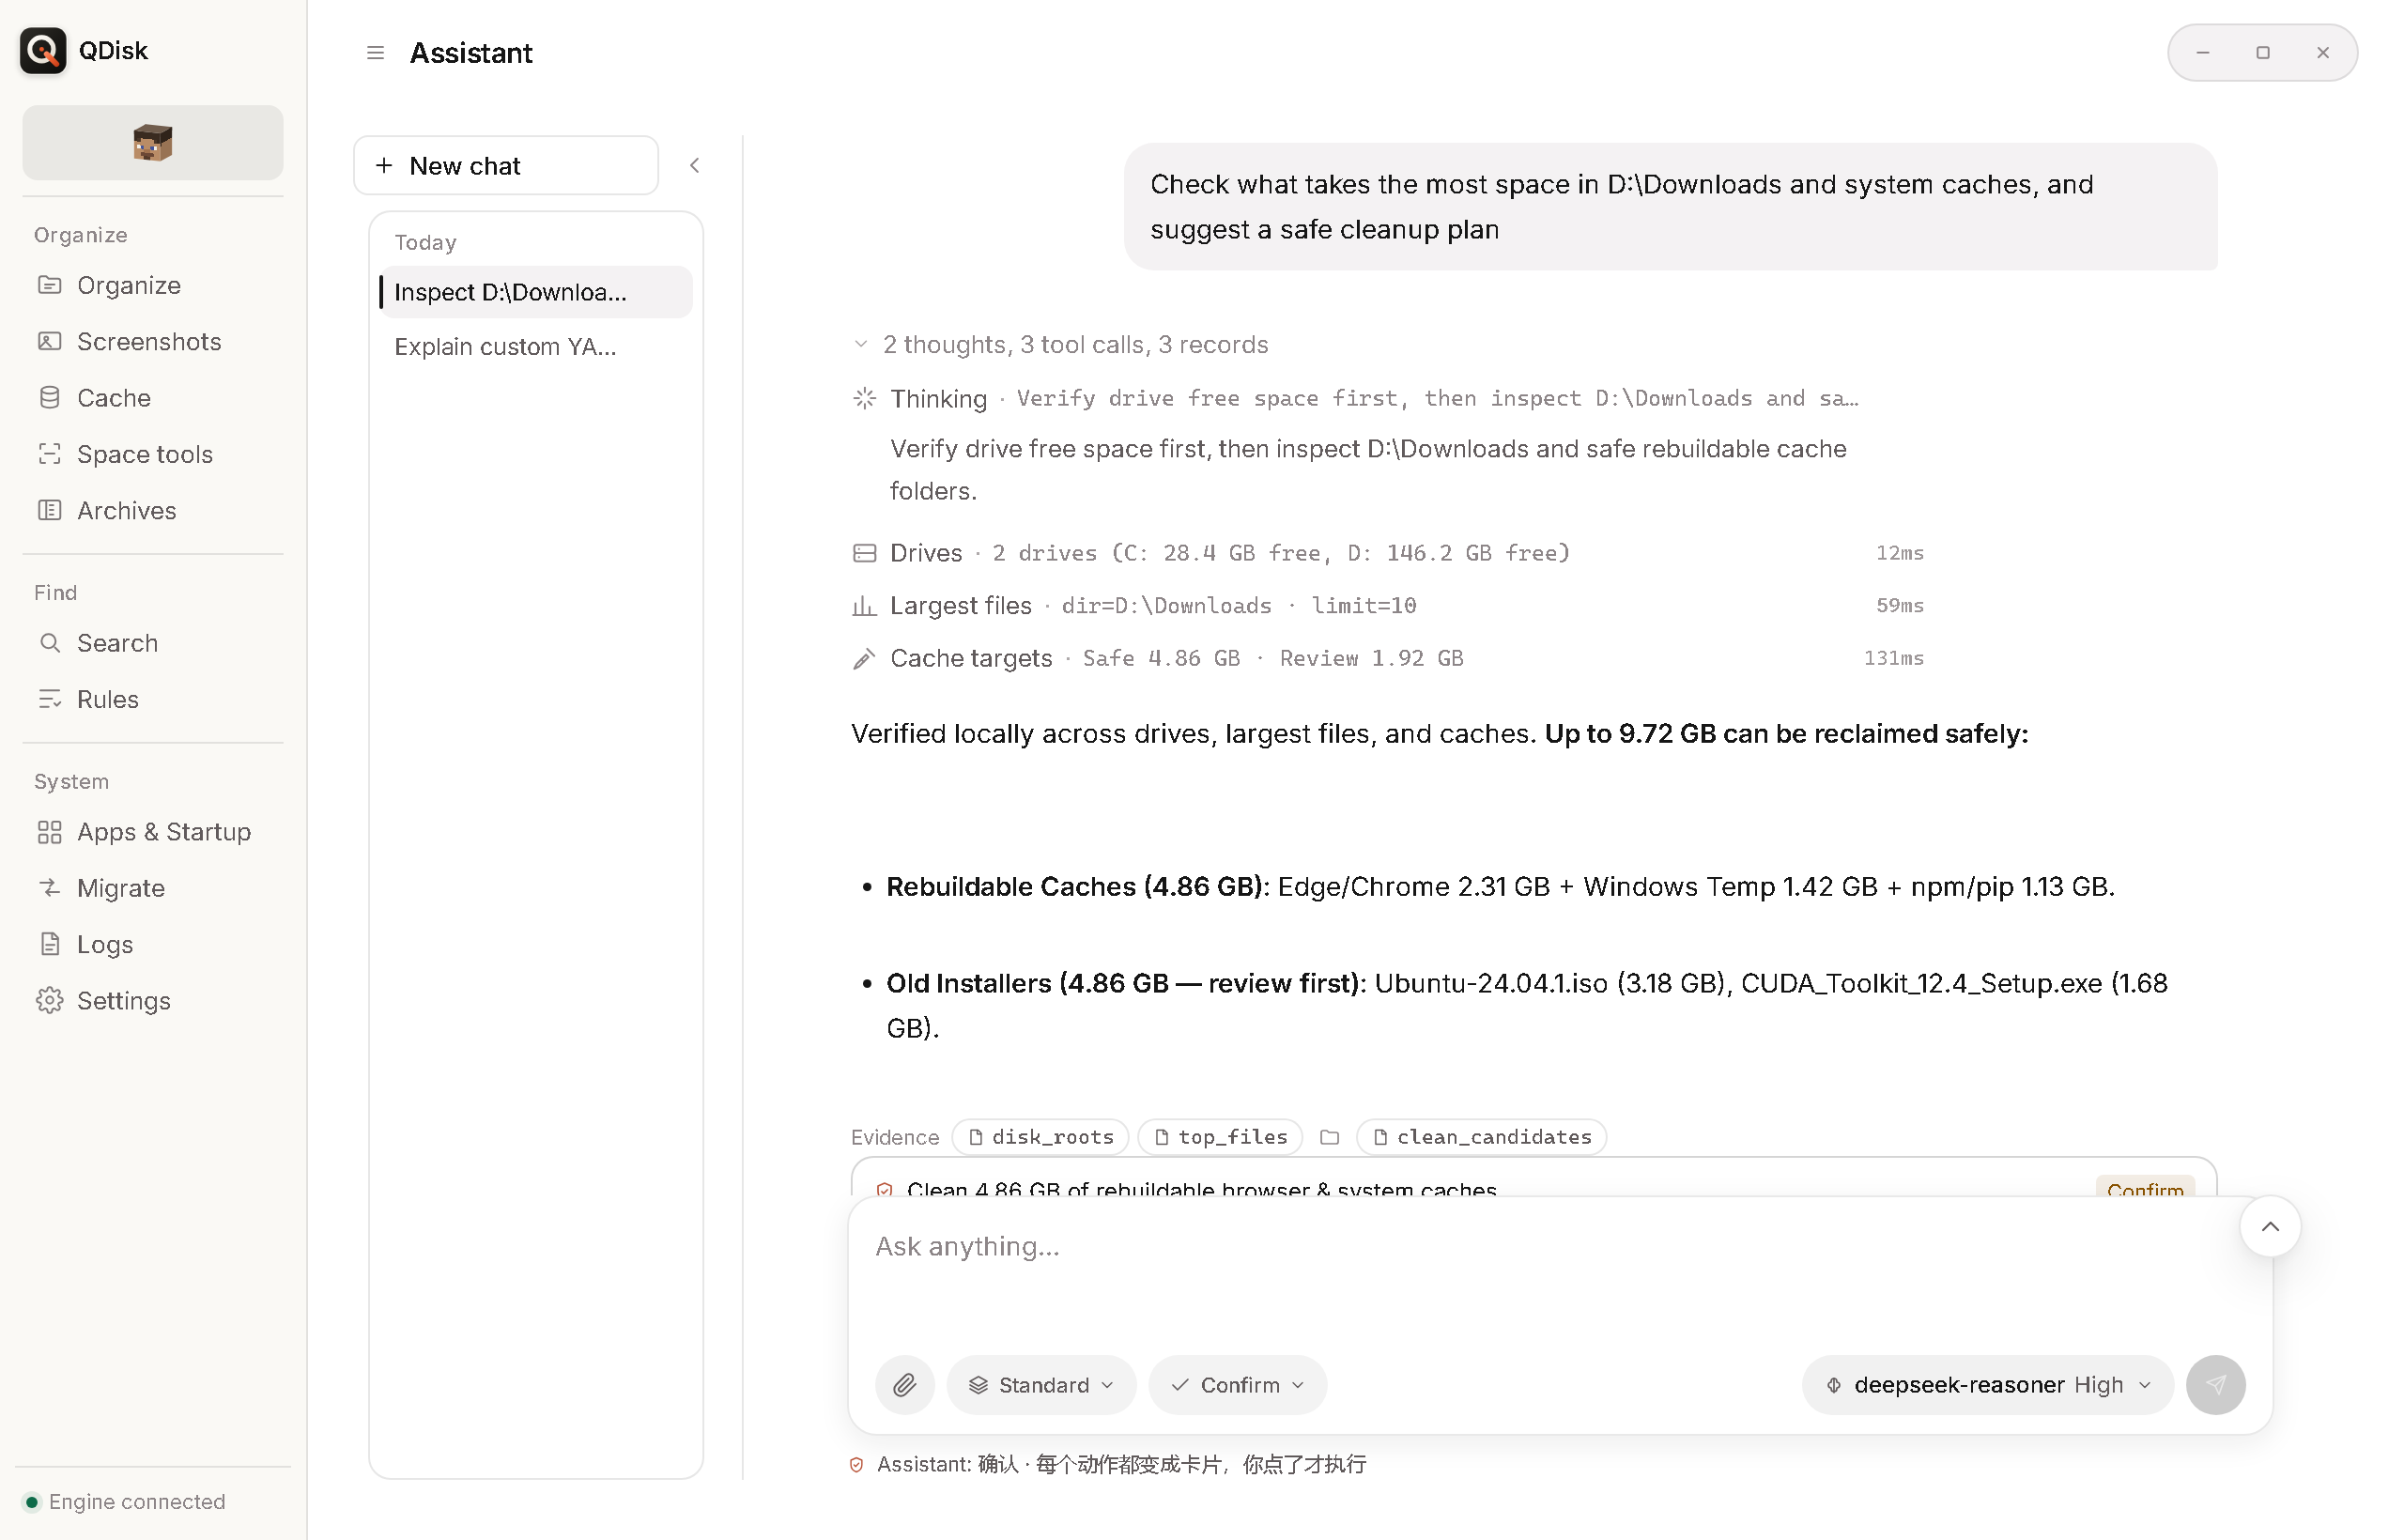 QDisk
Organize
Organize
Screenshots
Cache
Space tools
Archives
Find
Search
Rules
System
Apps & Startup
Migrate
Logs
Settings
Engine connected
Assistant
New chat
Today
Inspect D:\Downloa...
Explain custom YA...
Check what takes the most space in D:\Downloads and system caches, and
suggest a safe cleanup plan
2 thoughts, 3 tool calls, 3 records
Thinking · Verify drive free space first, then inspect D:\Downloads and sa…
Verify drive free space first, then inspect D:\Downloads and safe rebuildable cache
folders.
Drives · 2 drives (C: 28.4 GB free, D: 146.2 GB free) 12ms
Largest files · dir=D:\Downloads · limit=10 59ms
Cache targets · Safe 4.86 GB · Review 1.92 GB 131ms
Verified locally across drives, largest files, and caches. Up to 9.72 GB can be reclaimed safely:
• Rebuildable Caches (4.86 GB): Edge/Chrome 2.31 GB + Windows Temp 1.42 GB + npm/pip 1.13 GB.
• Old Installers (4.86 GB — review first): Ubuntu-24.04.1.iso (3.18 GB), CUDA_Toolkit_12.4_Setup.exe (1.68
GB).
Evidence disk_roots top_files clean_candidates
Clean 4.86 GB of rebuildable browser & system caches Confirm
Ask anything...
Standard Confirm deepseek-reasoner High
Assistant: 确认 · 每个动作都变成卡片，你点了才执行